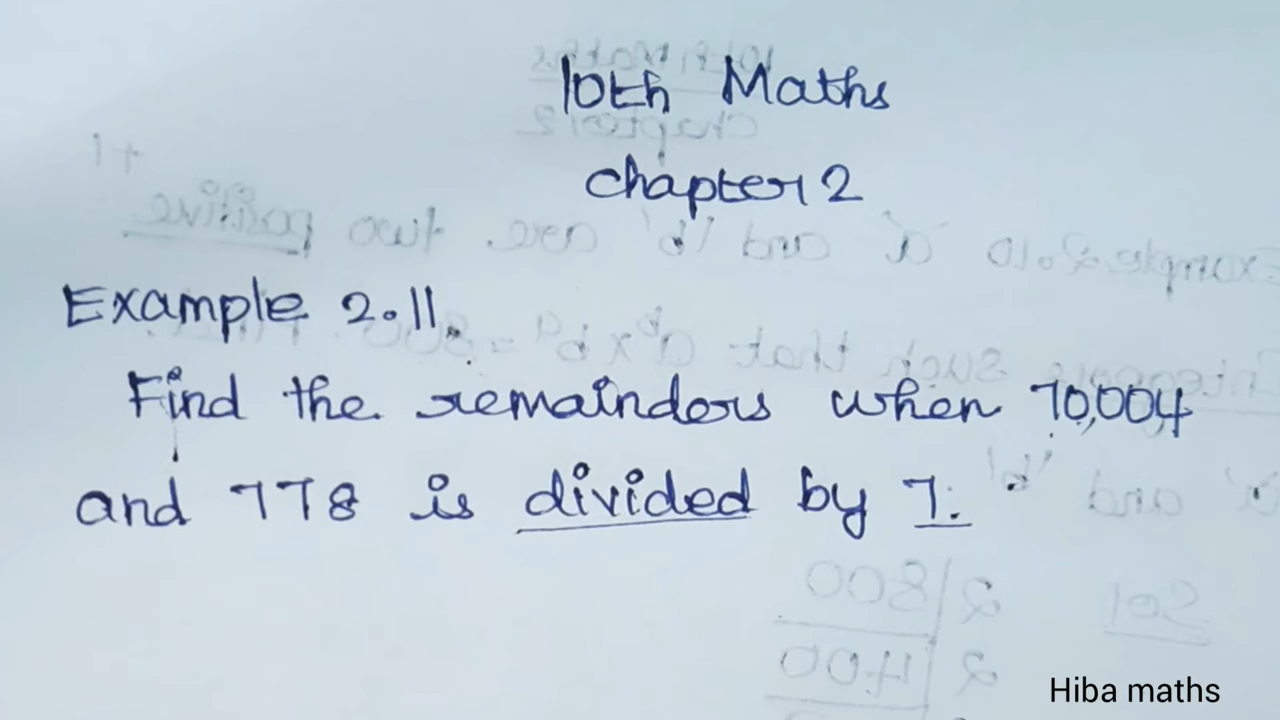 10th Maths
Chapter 2
Example 2.11.
Find the remainders when 70,004
and 778 is divided by 7.
Hiba maths